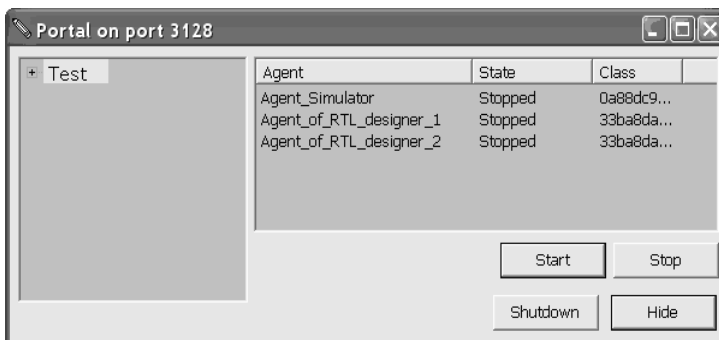 Portal on port 3128
Test
Agent State Class
Agent_Simulator Stopped 0a88dc9...
Agent_of_RTL_designer_1 Stopped 33ba8da...
Agent_of_RTL_designer_2 Stopped 33ba8da...
Start Stop
Shutdown Hide